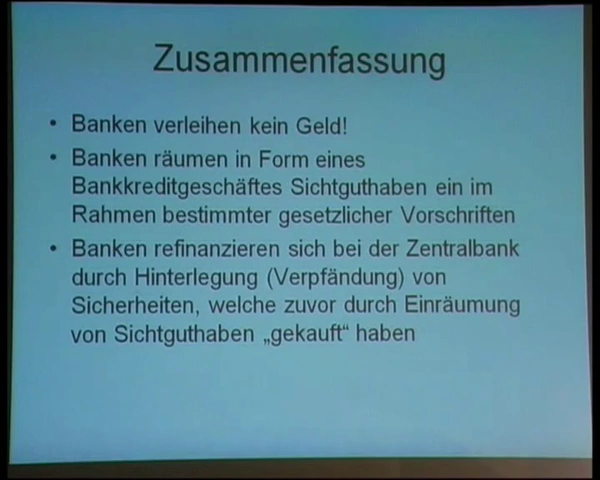 Zusammenfassung
• Banken verleihen kein Geld!
• Banken räumen in Form eines
Bankkreditgeschäftes Sichtguthaben ein im
Rahmen bestimmter gesetzlicher Vorschriften
• Banken refinanzieren sich bei der Zentralbank
durch Hinterlegung (Verpfändung) von
Sicherheiten, welche zuvor durch Einräumung
von Sichtguthaben „gekauft“ haben